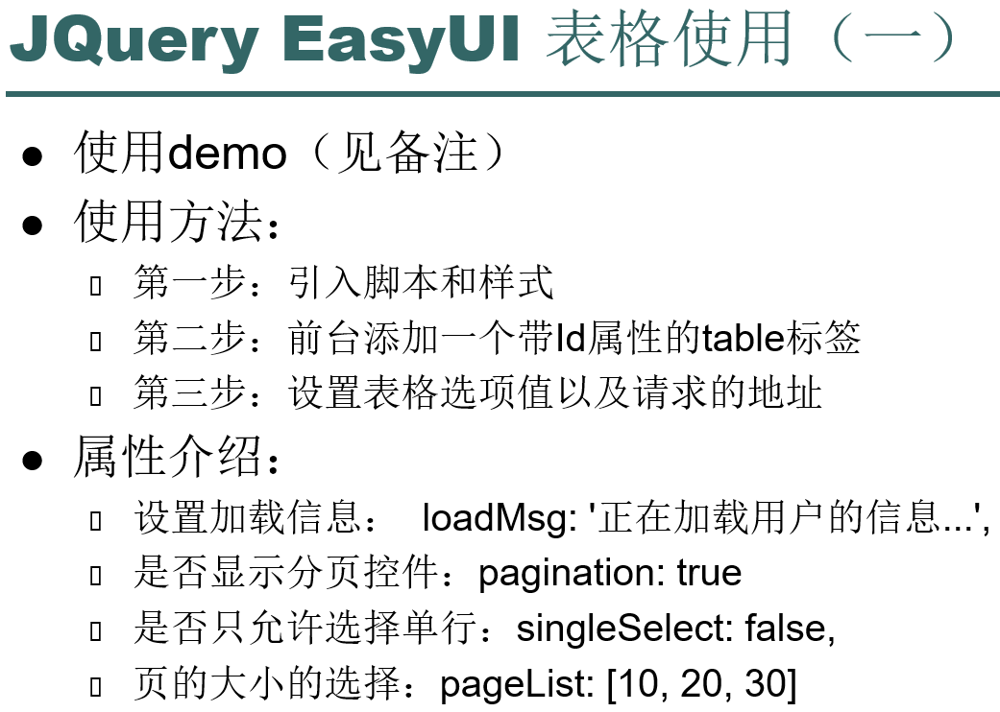 JQuery EasyUI 表格使用（一）
使用demo（见备注）
使用方法：
第一步：引入脚本和样式
第二步：前台添加一个带Id属性的table标签
第三步：设置表格选项值以及请求的地址
属性介绍：
设置加载信息： loadMsg: '正在加载用户的信息...',
是否显示分页控件：pagination: true
是否只允许选择单行：singleSelect: false,
页的大小的选择：pageList: [10, 20, 30]